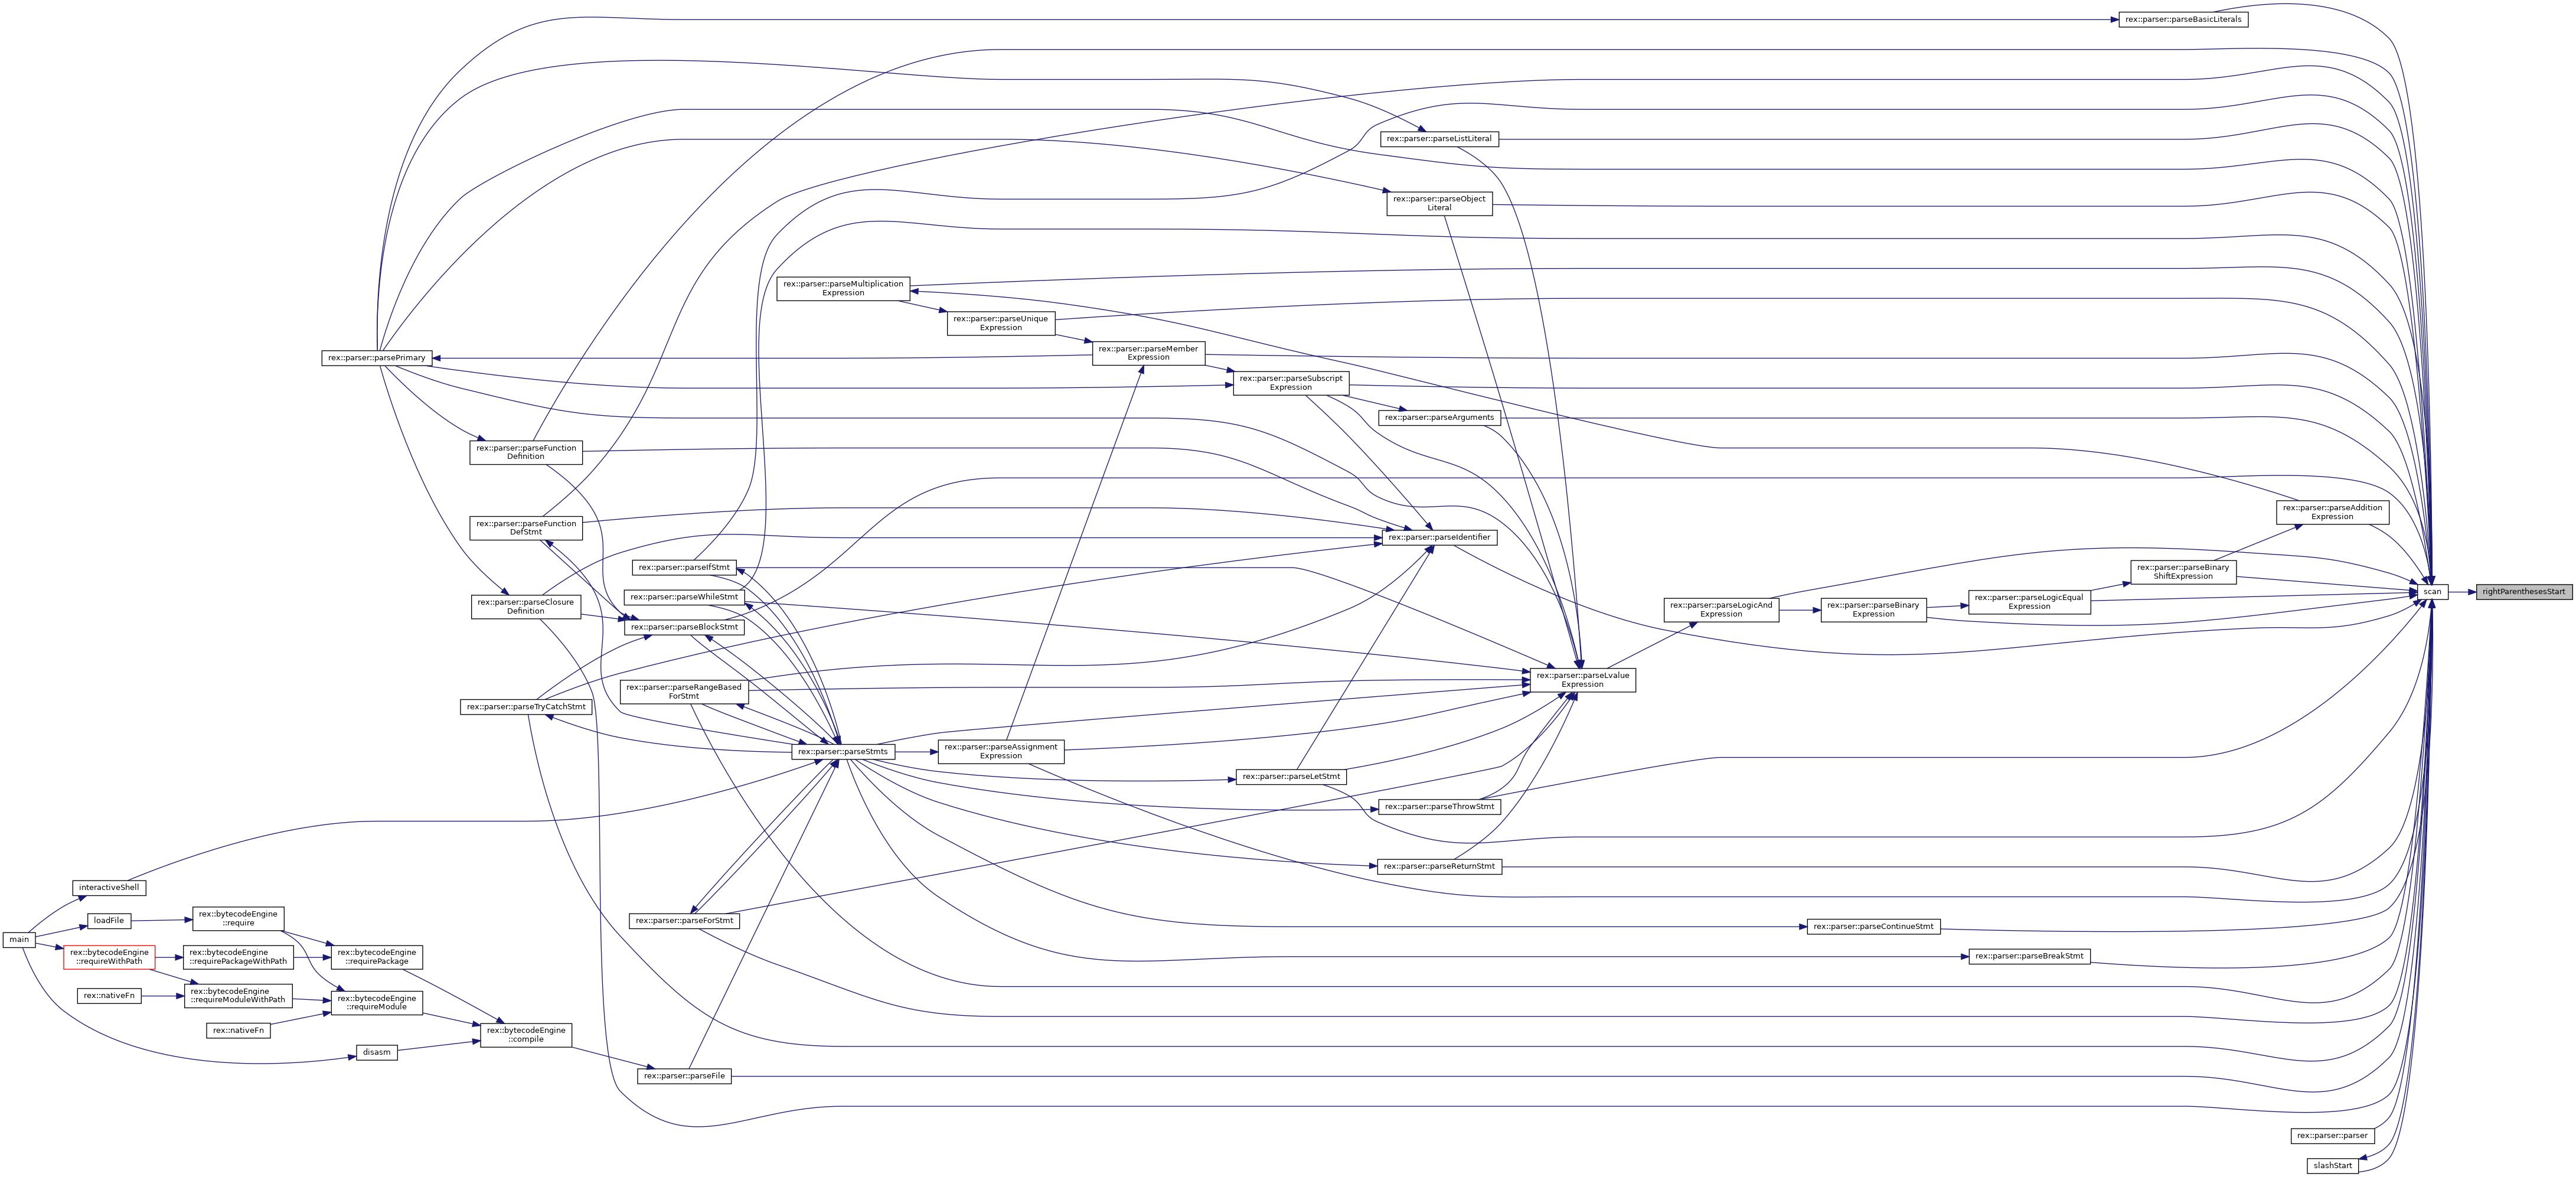 rex::parser::parseBasicLiterals
rex::parser::parseListLiteral
rex::parser::parseObject
Literal
rex::parser::parseMultiplication
Expression
rex::parser::parseUnique
Expression
rex::parser::parsePrimary
rex::parser::parseMember
Expression
rex::parser::parseSubscript
Expression
rex::parser::parseArguments
rex::parser::parseFunction
Definition
rex::parser::parseAddition
Expression
rex::parser::parseFunction
DefStmt
rex::parser::parseIdentifier
rex::parser::parseIfStmt
rex::parser::parseBinary
ShiftExpression
rex::parser::parseWhileStmt
rex::parser::parseClosure
Definition
rex::parser::parseLogicAnd
Expression
rex::parser::parseBinary
Expression
rex::parser::parseLogicEqual
Expression
scan
rightParenthesesStart
rex::parser::parseBlockStmt
rex::parser::parseLvalue
Expression
rex::parser::parseRangeBased
ForStmt
rex::parser::parseTryCatchStmt
rex::parser::parseStmts
rex::parser::parseAssignment
Expression
rex::parser::parseLetStmt
rex::parser::parseThrowStmt
rex::parser::parseReturnStmt
interactiveShell
loadFile
rex::bytecodeEngine
::require
rex::parser::parseForStmt
rex::parser::parseContinueStmt
main
rex::bytecodeEngine
::requireWithPath
rex::bytecodeEngine
::requirePackageWithPath
rex::bytecodeEngine
::requirePackage
rex::parser::parseBreakStmt
rex::nativeFn
rex::bytecodeEngine
::requireModuleWithPath
rex::bytecodeEngine
::requireModule
rex::nativeFn
rex::bytecodeEngine
::compile
disasm
rex::parser::parseFile
rex::parser::parser
slashStart